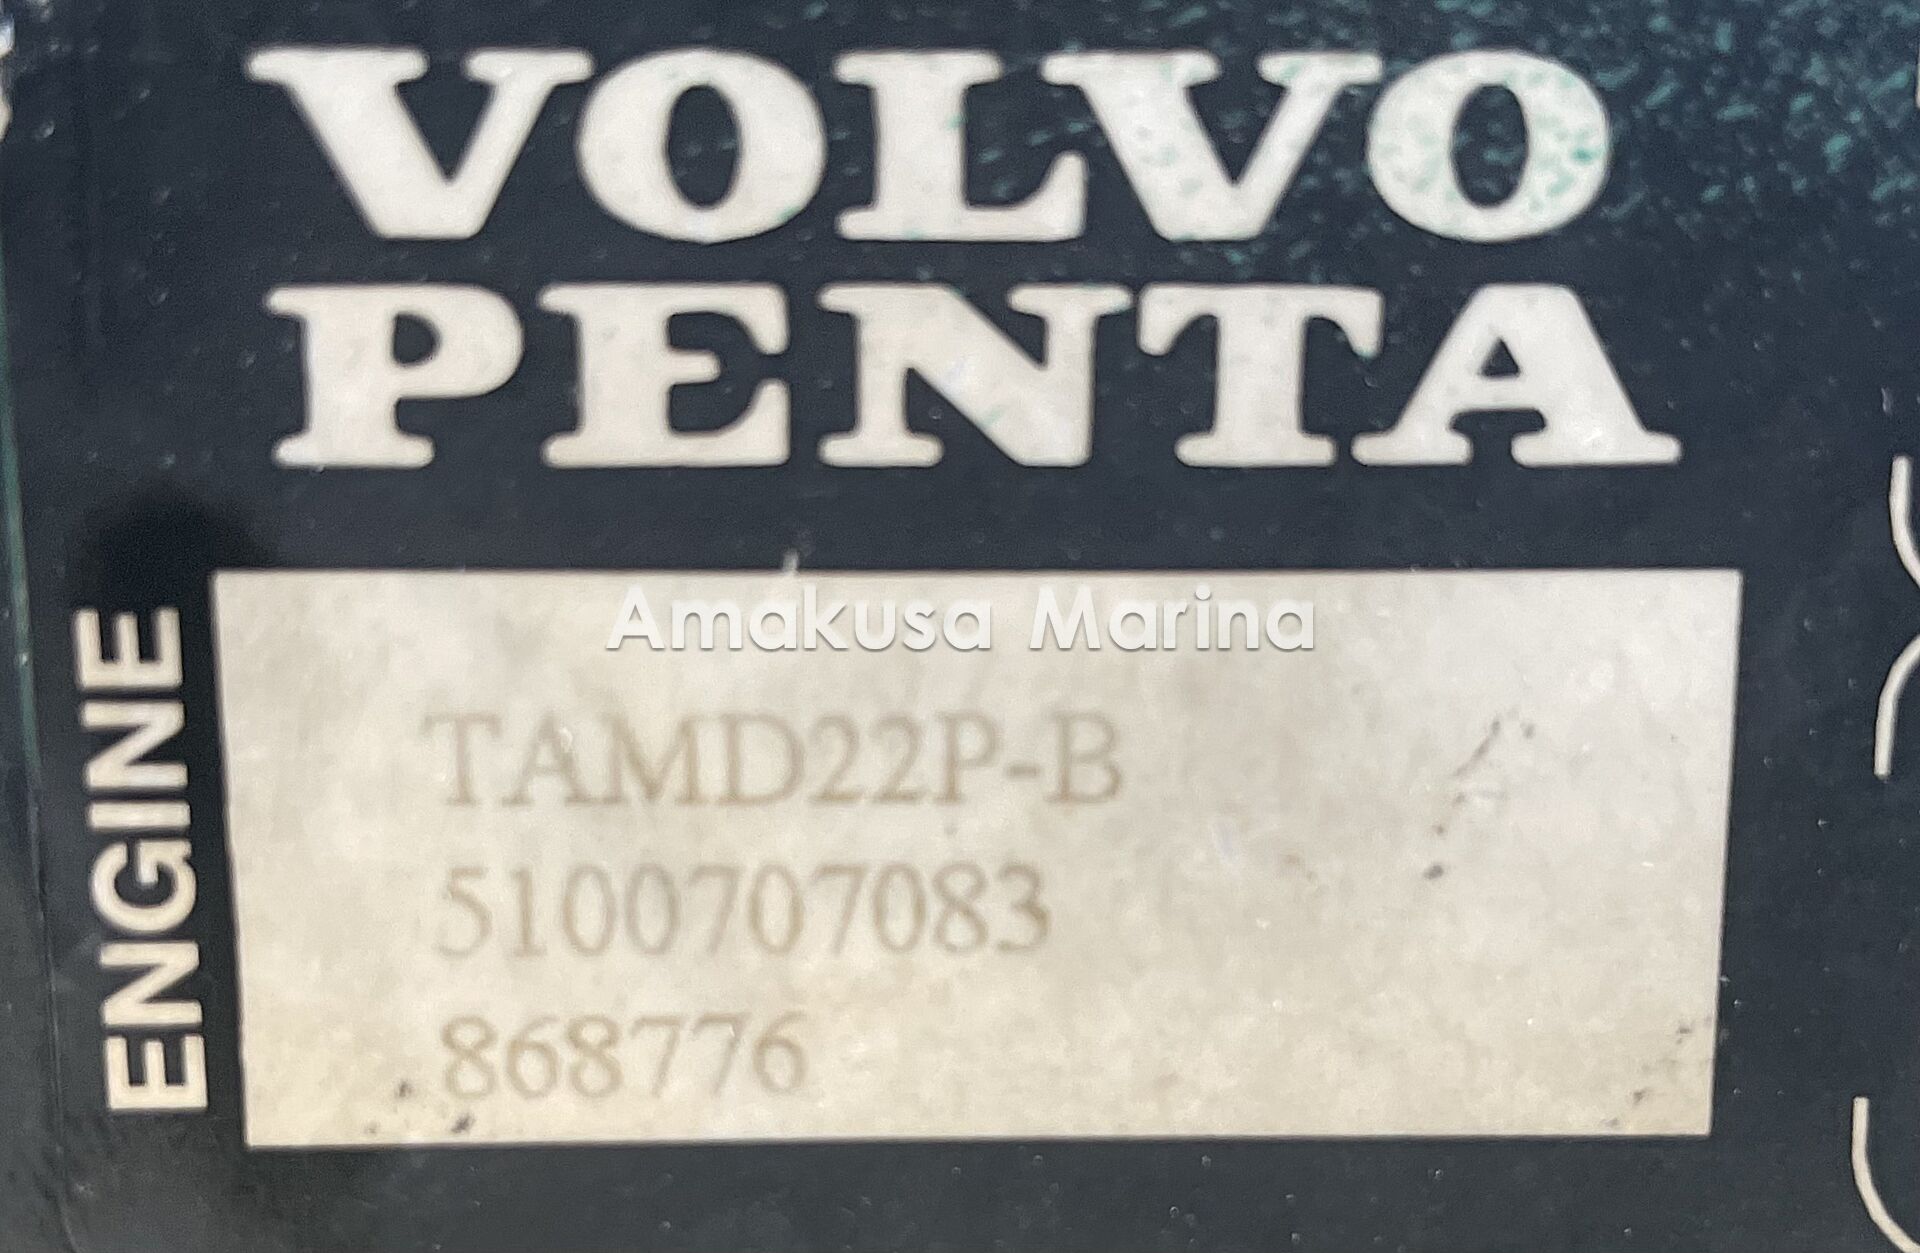 VOLVO
PENTA
ENGINE
Amakusa Marina
TAMD22P-B
5100707083
868776